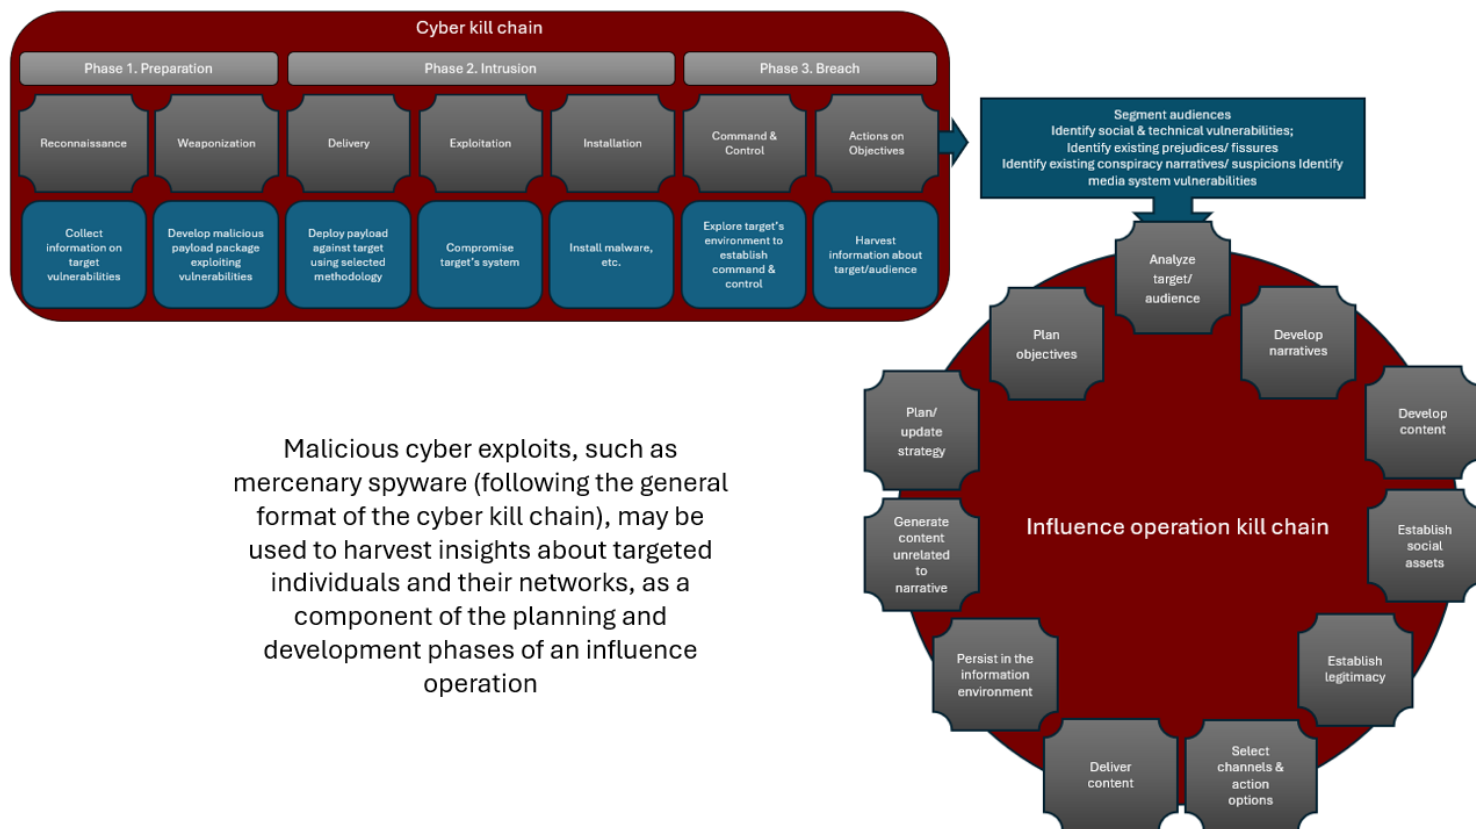 Cyber kill chain
Phase 1. Preparation
Phase 2. Intrusion
Phase 3. Breach
Reconnaissance
Weaponization
Delivery
Exploitation
Installation
Command &
Control
Actions on
Objectives
Collect
information on
target
vulnerabilities
Develop malicious
payload package
exploiting
vulnerabilities
Deploy payload
against target
using selected
methodology
Compromise
target's system
Install malware,
etc.
Explore target's
environment to
establish
command &
control
Harvest
information about
target/audience
Segment audiences
Identify social & technical vulnerabilities;
Identify existing prejudices/ fissures
Identify existing conspiracy narratives/ suspicions Identify
media system vulnerabilities
Analyze
target/
audience
Develop
narratives
Develop
content
Establish
social
assets
Establish
legitimacy
Select
channels &
action
options
Deliver
content
Persist in the
information
environment
Generate
content
unrelated
to
narrative
Plan/
update
strategy
Plan
objectives
Influence operation kill chain
Malicious cyber exploits, such as
mercenary spyware (following the general
format of the cyber kill chain), may be
used to harvest insights about targeted
individuals and their networks, as a
component of the planning and
development phases of an influence
operation